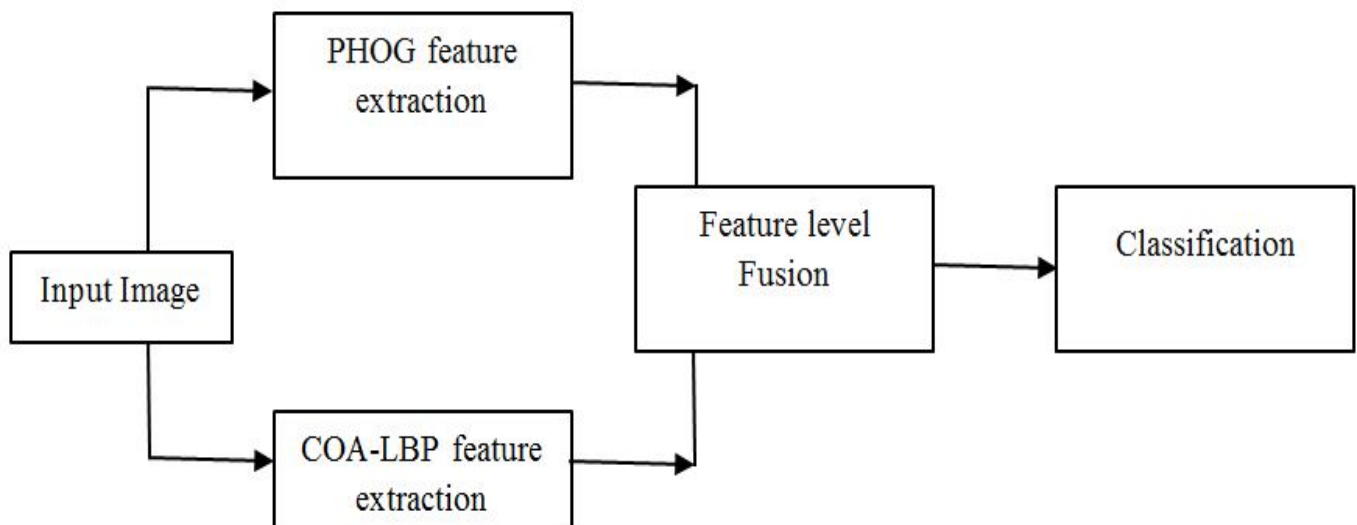 PHOG feature
extraction
Input Image
COA-LBP feature
extraction
Feature level
Fusion
Classification